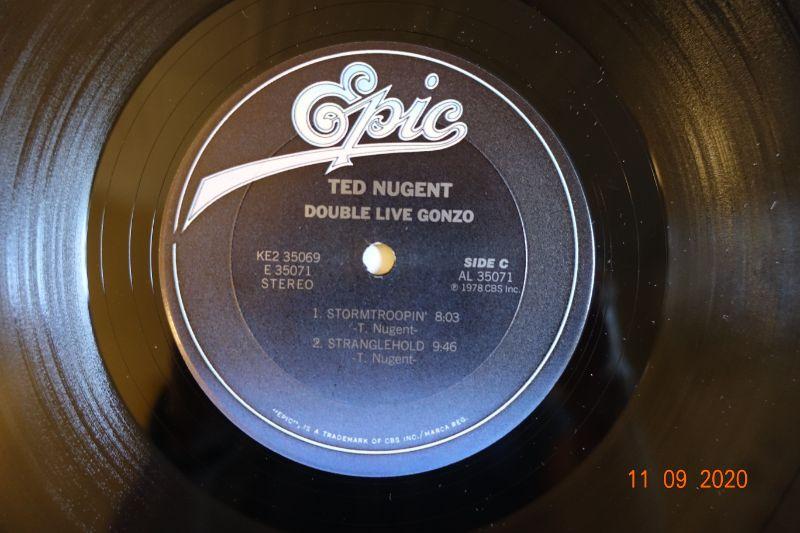 Epic
TED NUGENT
DOUBLE LIVE GONZO
KE2 35069
E 35071
STEREO
SIDE C
AL 35071
℗ 1978 CBS Inc.
1. STORMTROOPIN' 8:03
-T. Nugent-
2. STRANGLEHOLD 9:46
-T. Nugent-
"EPIC", IS A TRADEMARK OF CBS INC./MARCA REG.
11 09 2020